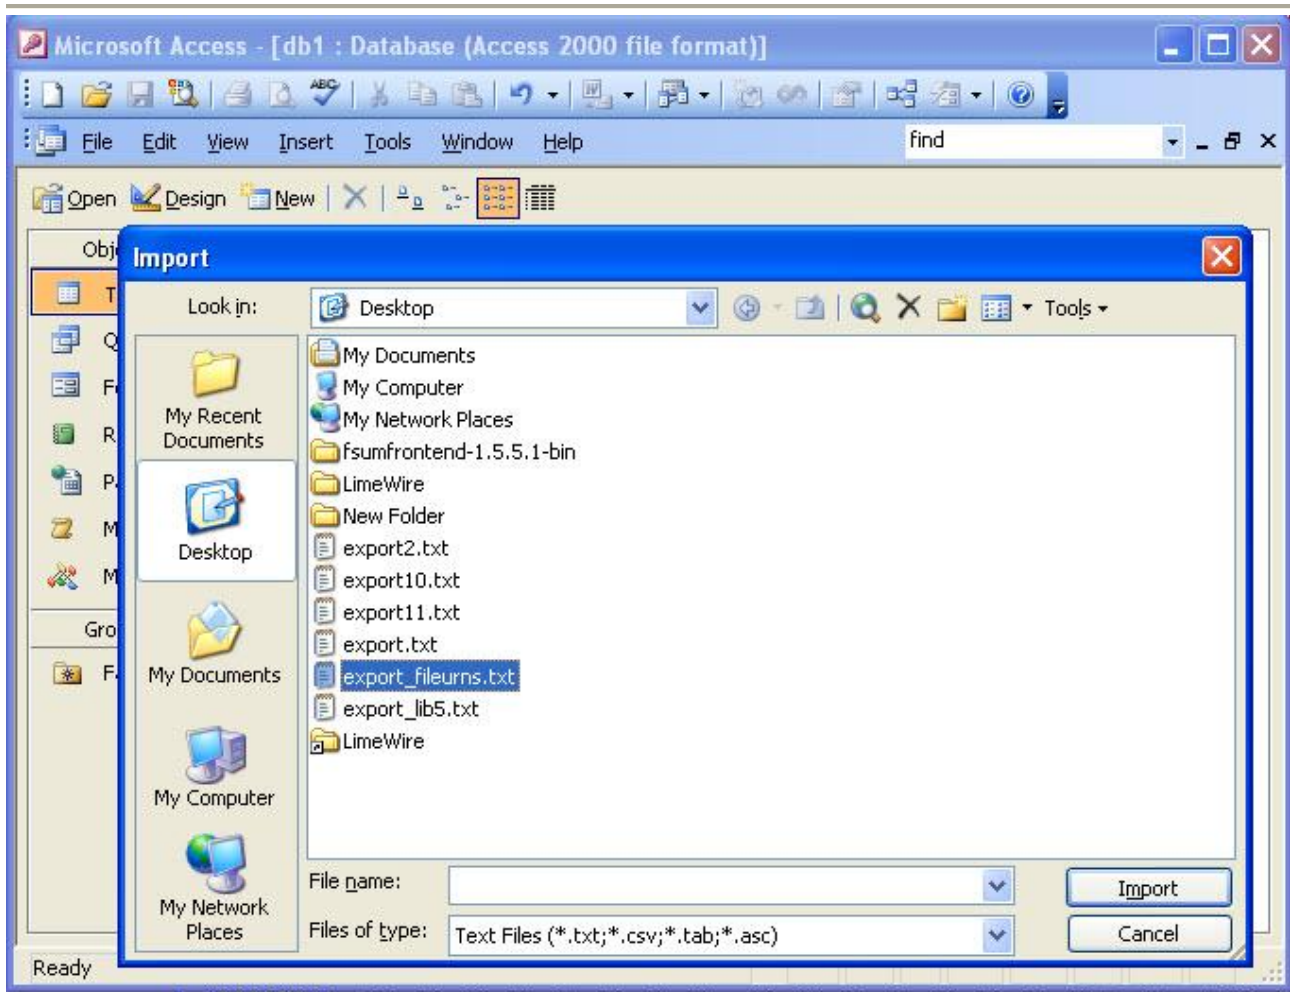 Microsoft Access - [db1 : Database (Access 2000 file format)]
File Edit View Insert Tools Window Help find
Open Design New
Import
Look in: Desktop Tools
My Recent Documents
Desktop
My Documents
My Computer
My Network Places
My Documents
My Computer
My Network Places
fsumfrontend-1.5.5.1-bin
LimeWire
New Folder
export2.txt
export10.txt
export11.txt
export.txt
export_fileurns.txt
export_lib5.txt
LimeWire
File name: Import
Files of type: Text Files (*.txt;*.csv;*.tab;*.asc) Cancel
Ready